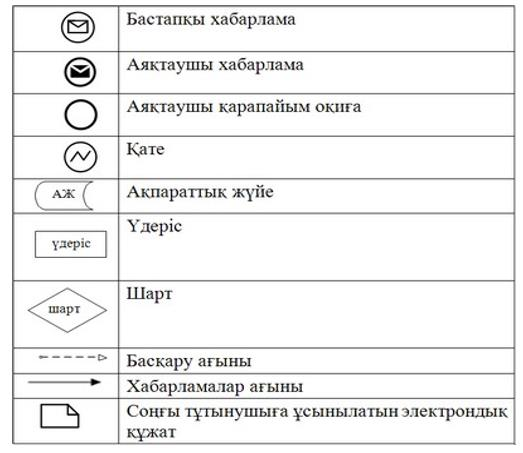 Бастапқы хабарлама
Аяқтаушы хабарлама
Аяқтаушы қарапайым оқиға
Қате
АЖ Ақпараттық жүйе
Үдеріс
үдеріс
Шарт
шарт
Басқару ағыны
Хабарламалар ағыны
Соңғы тұтынушыға ұсынылатын электрондық
құжат